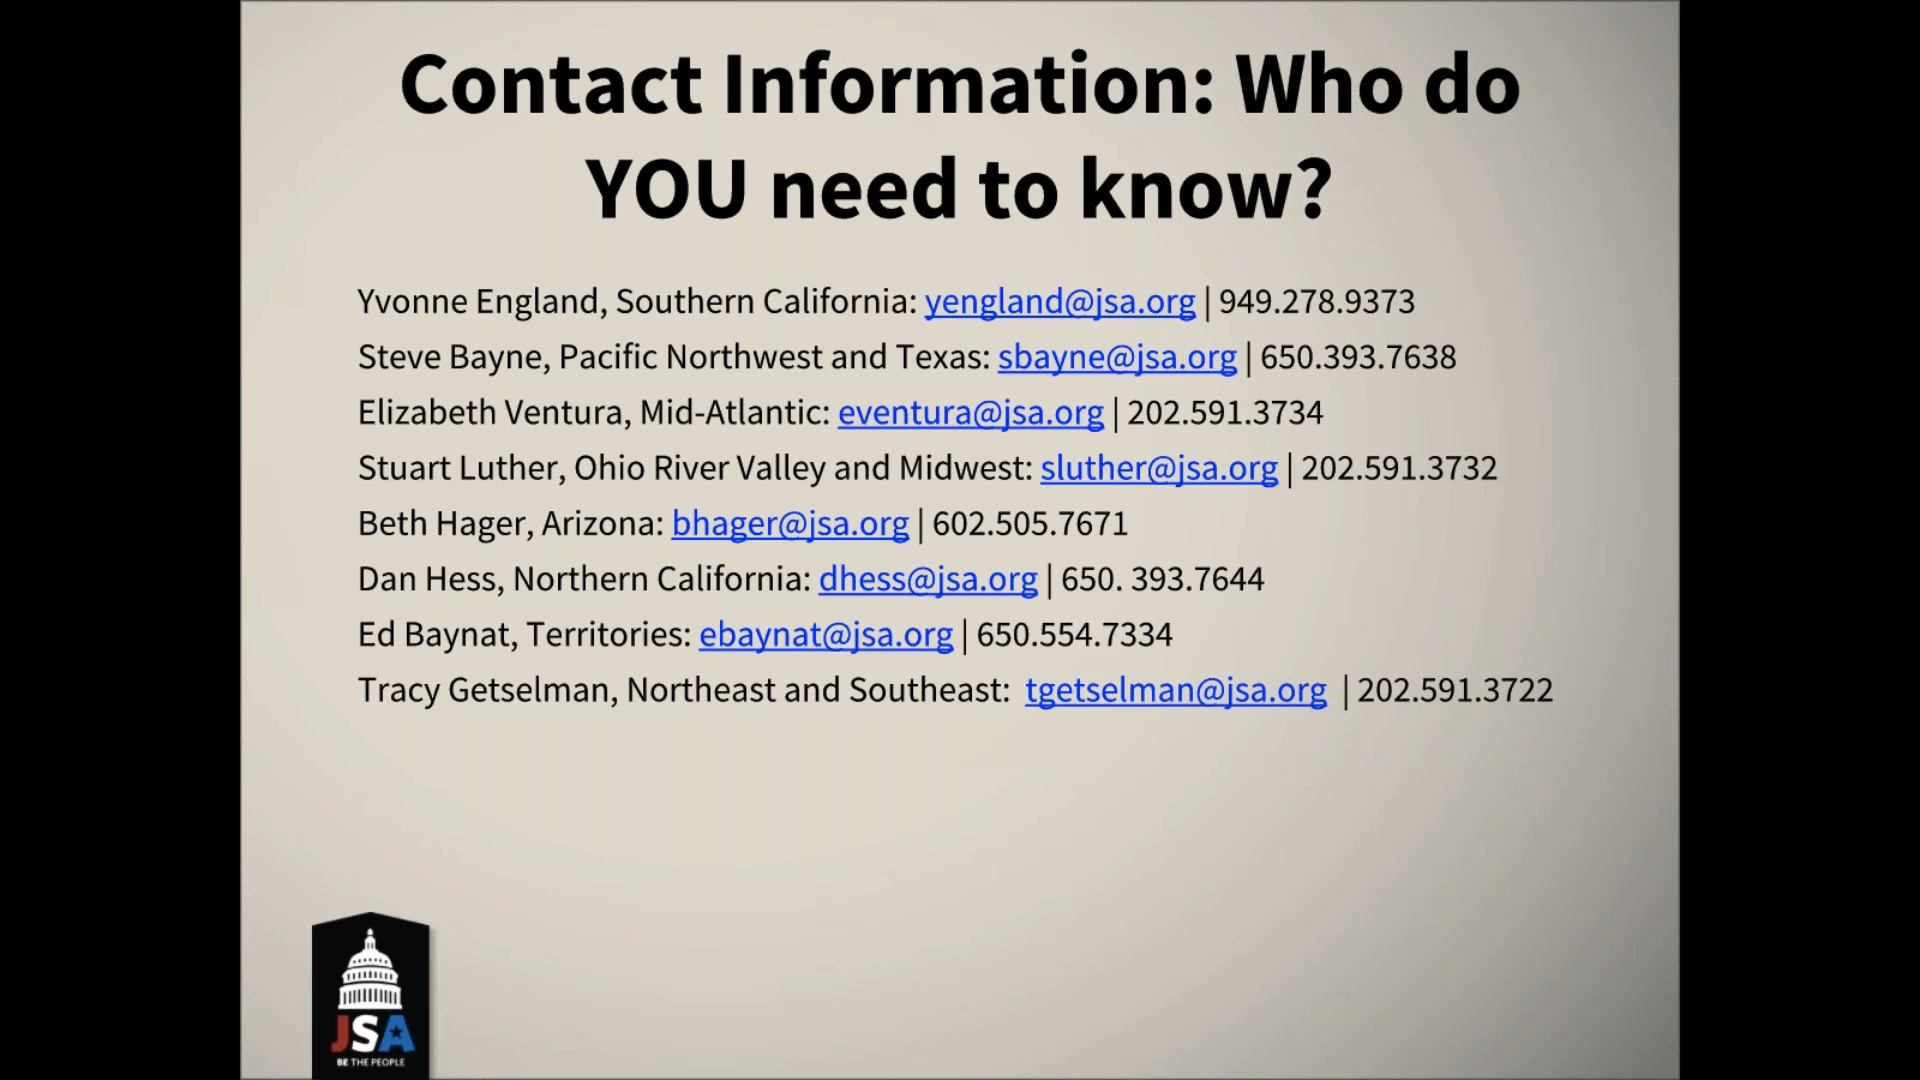 Contact Information: Who do
YOU need to know?
Yvonne England, Southern California: yengland@jsa.org | 949.278.9373
Steve Bayne, Pacific Northwest and Texas: sbayne@jsa.org | 650.393.7638
Elizabeth Ventura, Mid-Atlantic: eventura@jsa.org | 202.591.3734
Stuart Luther, Ohio River Valley and Midwest: sluther@jsa.org | 202.591.3732
Beth Hager, Arizona: bhager@jsa.org | 602.505.7671
Dan Hess, Northern California: dhess@jsa.org | 650. 393.7644
Ed Baynat, Territories: ebaynat@jsa.org | 650.554.7334
Tracy Getselman, Northeast and Southeast:  tgetselman@jsa.org  | 202.591.3722
JSA
BE THE PEOPLE